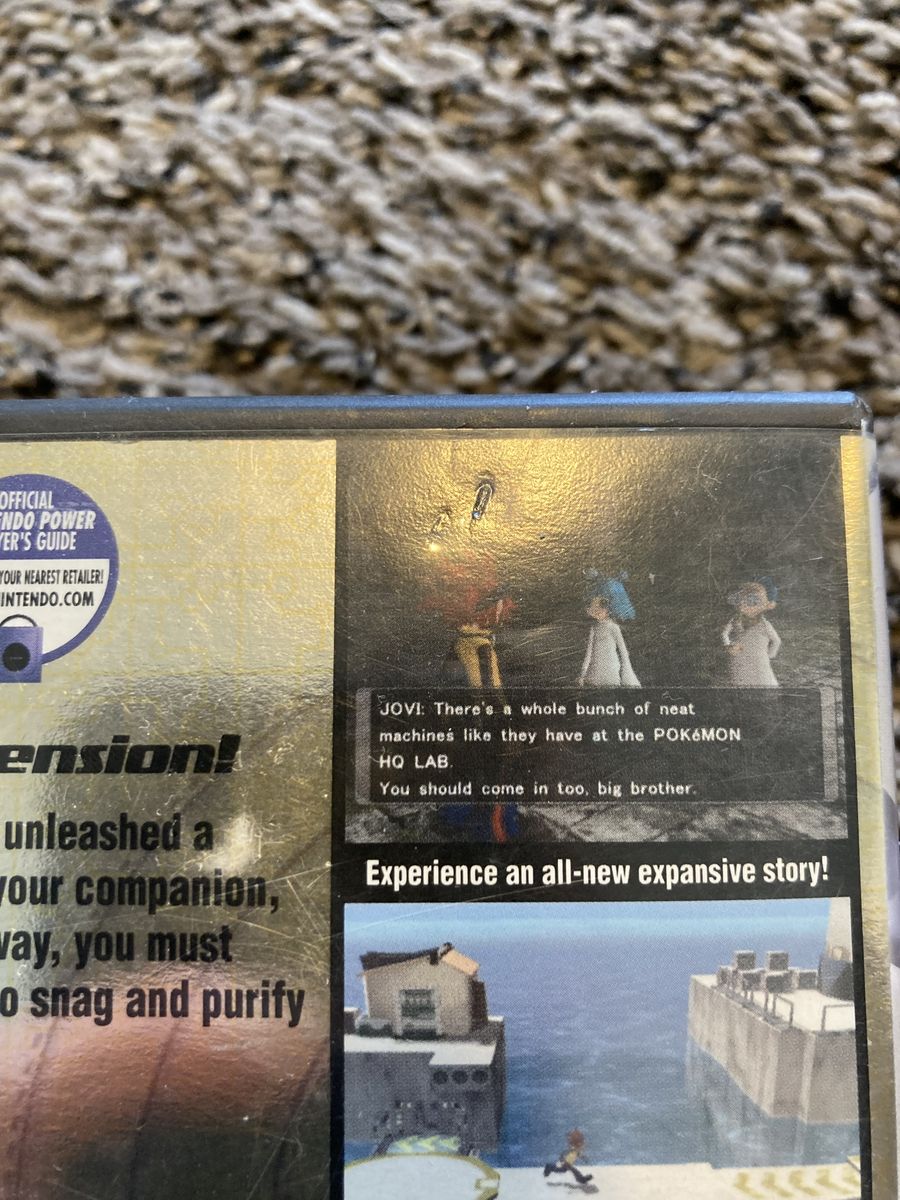 OFFICIAL
ENDO POWER
YER'S GUIDE
YOUR NEAREST RETAILER!
INTENDO.COM
ension!
unleashed a
your companion,
way, you must
o snag and purify
JOVI: There's a whole bunch of neat
machines like they have at the POKéMON
HQ LAB.
You should come in too, big brother.
Experience an all-new expansive story!